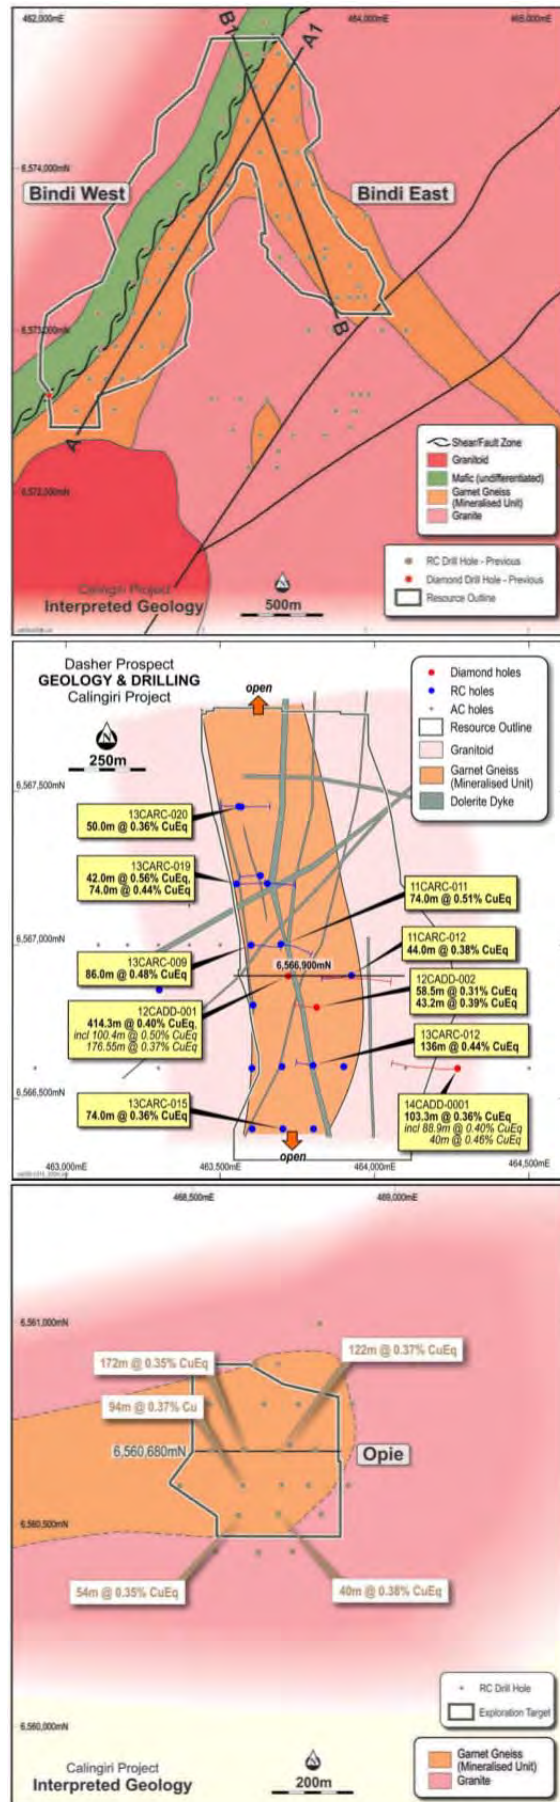 462,000mE
464,000mE
465,000mE
B1
A1
6,574,000mN
Bindi West
Bindi East
6,573,000mN
B
A
6,572,000mN
Shear/Fault Zone
Granitoid
Mafic (undifferentiated)
Garnet Gneiss
(Mineralised Unit)
Granite
RC Drill Hole - Previous
Diamond Drill Hole - Previous
Resource Outline
Calingiri Project
Interpreted Geology
500m
463,000mE
463,500mE
464,000mE
464,500mE
Dasher Prospect
GEOLOGY & DRILLING
Calingiri Project
250m
open
Diamond holes
RC holes
AC holes
Resource Outline
Granitoid
Garnet Gneiss
(Mineralised Unit)
Dolerite Dyke
6,567,500mN
13CARC-020
50.0m @ 0.36% CuEq
13CARC-019
42.0m @ 0.56% CuEq,
74.0m @ 0.44% CuEq
11CARC-011
74.0m @ 0.51% CuEq
6,567,000mN
11CARC-012
44.0m @ 0.38% CuEq
13CARC-009
86.0m @ 0.48% CuEq
6,566,900mN
12CADD-002
58.5m @ 0.31% CuEq
43.2m @ 0.39% CuEq
12CADD-001
414.3m @ 0.40% CuEq,
incl 100.4m @ 0.50% CuEq
176.55m @ 0.37% CuEq
13CARC-012
136m @ 0.44% CuEq
6,566,500mN
13CARC-015
74.0m @ 0.36% CuEq
14CADD-0001
103.3m @ 0.36% CuEq
incl 88.9m @ 0.40% CuEq
40m @ 0.45% CuEq
open
463,000mE
463,500mE
464,000mE
464,500mE
468,500mE
469,000mE
6,561,000mN
172m @ 0.35% CuEq
122m @ 0.37% CuEq
94m @ 0.37% Cu
6,560,680mN
Opie
6,560,500mN
54m @ 0.35% CuEq
40m @ 0.38% CuEq
RC Drill Hole
Exploration Target
6,560,000mN
Calingiri Project
Interpreted Geology
200m
Garnet Gneiss
(Mineralised Unit)
Granite